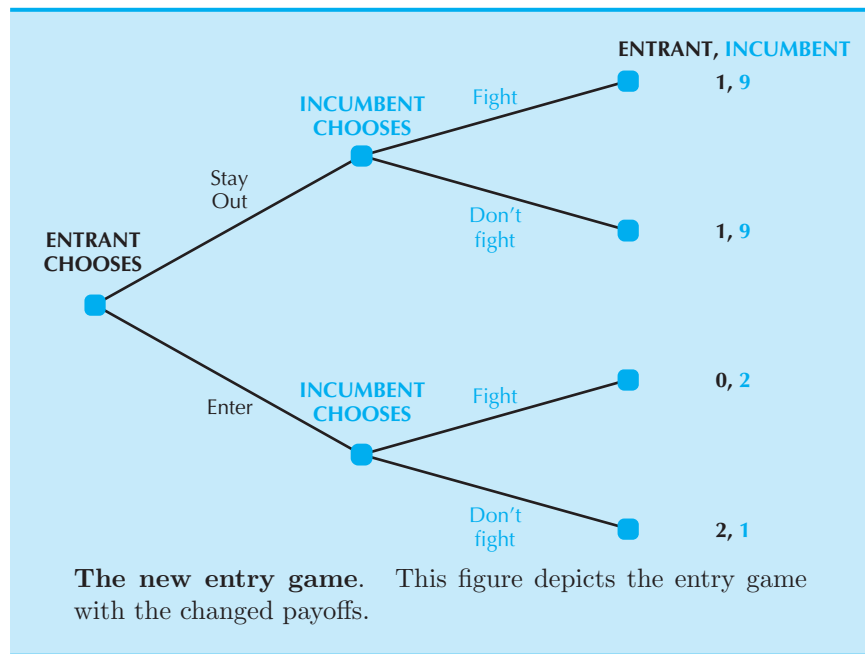 ENTRANT, INCUMBENT
Fight
1, 9
INCUMBENT
CHOOSES
Stay
Out
Don't
fight
1, 9
ENTRANT
CHOOSES
INCUMBENT
CHOOSES
Fight
0, 2
Enter
Don't
fight
2, 1
The new entry game. This figure depicts the entry game
with the changed payoffs.